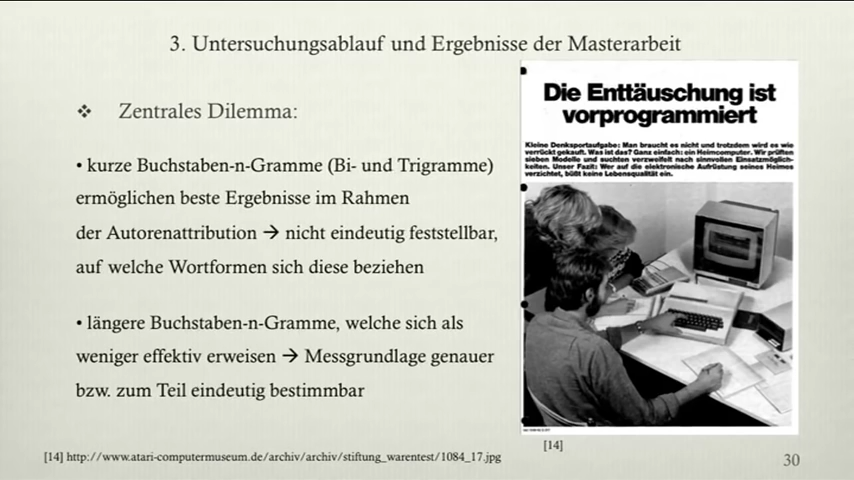 3. Untersuchungsablauf und Ergebnisse der Masterarbeit
❖ Zentrales Dilemma:
• kurze Buchstaben-n-Gramme (Bi- und Trigramme)
ermöglichen beste Ergebnisse im Rahmen
der Autorenattribution → nicht eindeutig feststellbar,
auf welche Wortformen sich diese beziehen
• längere Buchstaben-n-Gramme, welche sich als
weniger effektiv erweisen → Messgrundlage genauer
bzw. zum Teil eindeutig bestimmbar
Die Enttäuschung ist
vorprogrammiert
Kleine Denksportaufgabe: Man braucht es nicht und trotzdem wird es wie
verrückt gekauft. Was ist das? Ganz einfach: ein Heimcomputer. Wir prüften
sieben Modelle und suchten verzweifelt nach sinnvollen Einsatzmöglich-
keiten. Unser Fazit: Wer auf die elektronische Aufrüstung seines Heimes
verzichtet, büßt keine Lebensqualität ein.
[14]
[14] http://www.atari-computermuseum.de/archiv/archiv/stiftung_warentest/1084_17.jpg
30